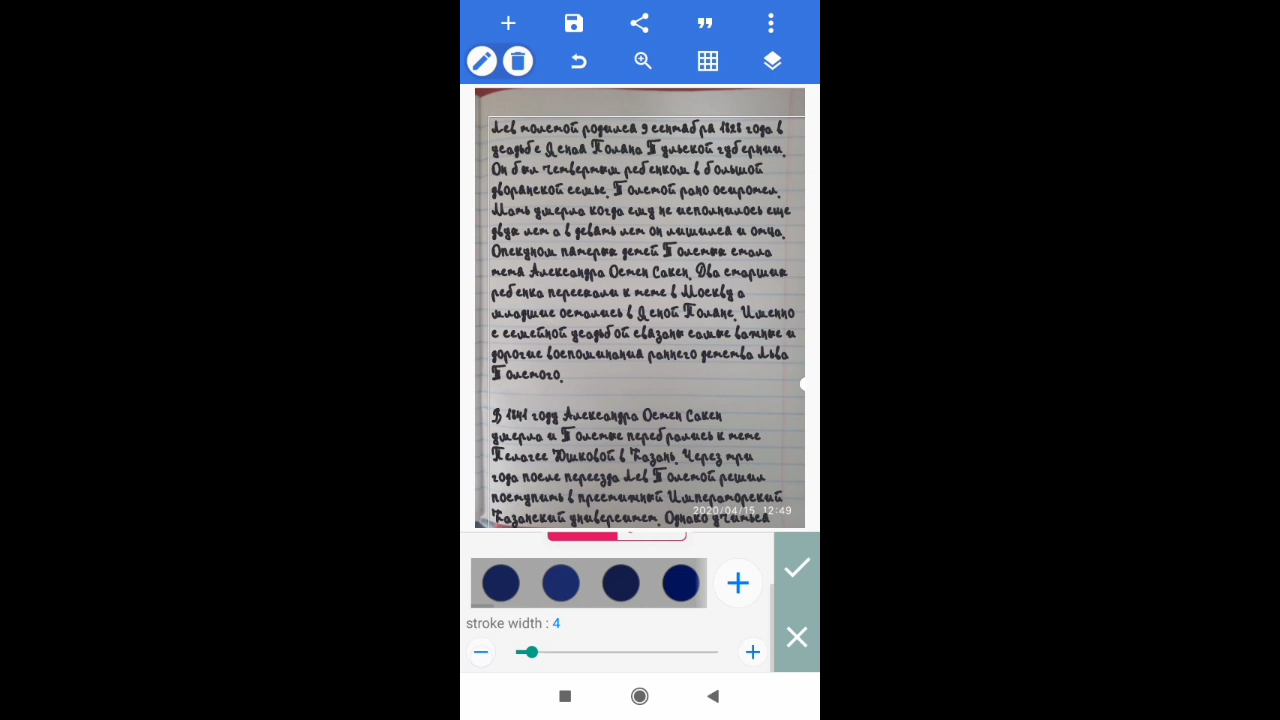 Лев толстой родился 9 сентября 1828 года в
усадьбе Ясная Поляна Тульской губернии.
Он был четвертым ребенком в большой
дворянской семье. Толстой рано осиротел.
Мать умерла когда ему не исполнилось еще
двух лет а в девять лет он лишился и отца.
Опекуном пятерых детей Толстых стала
тетя Александра Остен Сакен. Два старших
ребенка переехали к тете в Москву а
младшие остались в Ясной Поляне. Именно
с семейной усадьбой связаны самые важные и
дорогие воспоминания раннего детства Льва
Толстого.
В 1841 году Александра Остен Сакен
умерла и Толстые перебрались к тете
Пелагее Юшковой в Казань. Через три
года после переезда Лев Толстой решил
поступить в престижный Императорский
2020/04/15 12:49
Казанский университет. Однако учиться
stroke width : 4